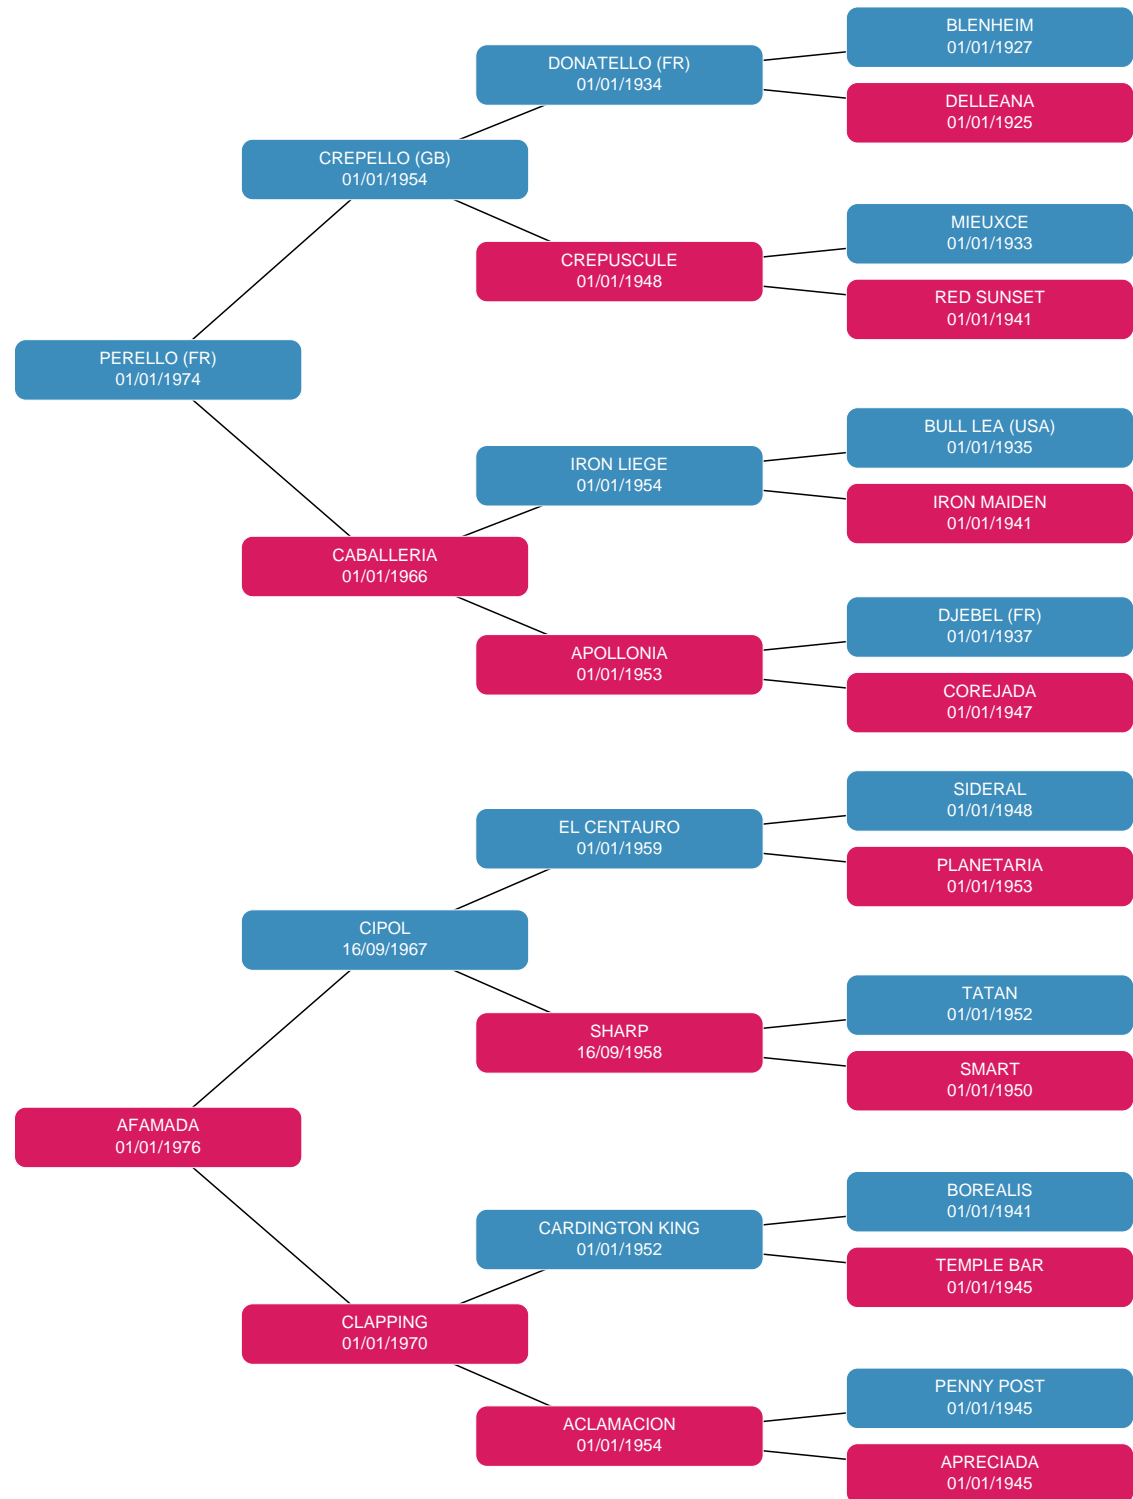 BLENHEIM
01/01/1927
DONATELLO (FR)
01/01/1934
DELLEANA
01/01/1925
CREPELLO (GB)
01/01/1954
MIEUXCE
01/01/1933
CREPUSCULE
01/01/1948
RED SUNSET
01/01/1941
PERELLO (FR)
01/01/1974
BULL LEA (USA)
01/01/1935
IRON LIEGE
01/01/1954
IRON MAIDEN
01/01/1941
CABALLERIA
01/01/1966
DJEBEL (FR)
01/01/1937
APOLLONIA
01/01/1953
COREJADA
01/01/1947
SIDERAL
01/01/1948
EL CENTAURO
01/01/1959
PLANETARIA
01/01/1953
CIPOL
16/09/1967
TATAN
01/01/1952
SHARP
16/09/1958
SMART
01/01/1950
AFAMADA
01/01/1976
BOREALIS
01/01/1941
CARDINGTON KING
01/01/1952
TEMPLE BAR
01/01/1945
CLAPPING
01/01/1970
PENNY POST
01/01/1945
ACLAMACION
01/01/1954
APRECIADA
01/01/1945